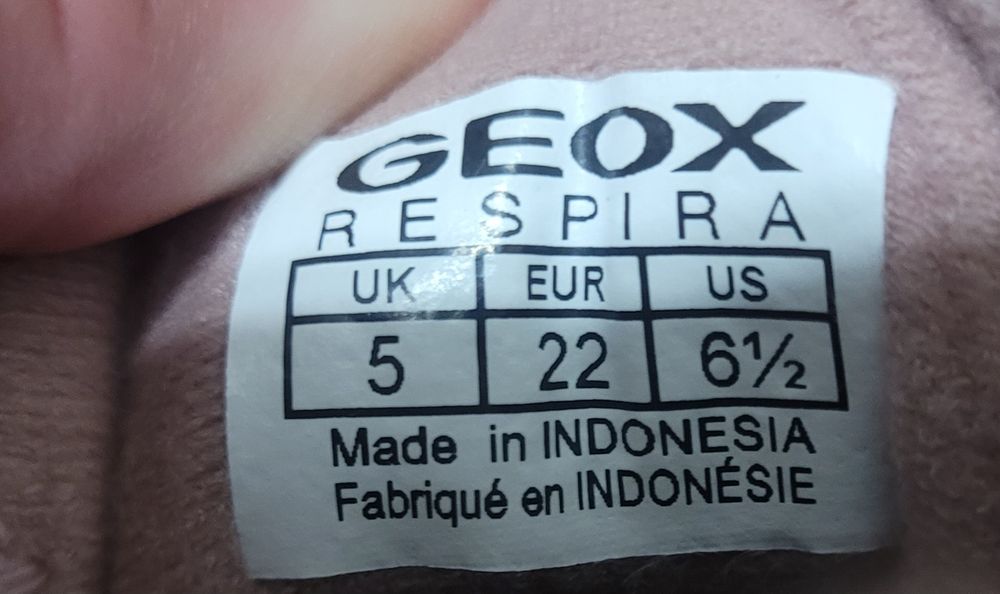 GEOX
RESPIRA
UK EUR US
5 22 6½
Made in INDONESIA
Fabriqué en INDONÉSIE